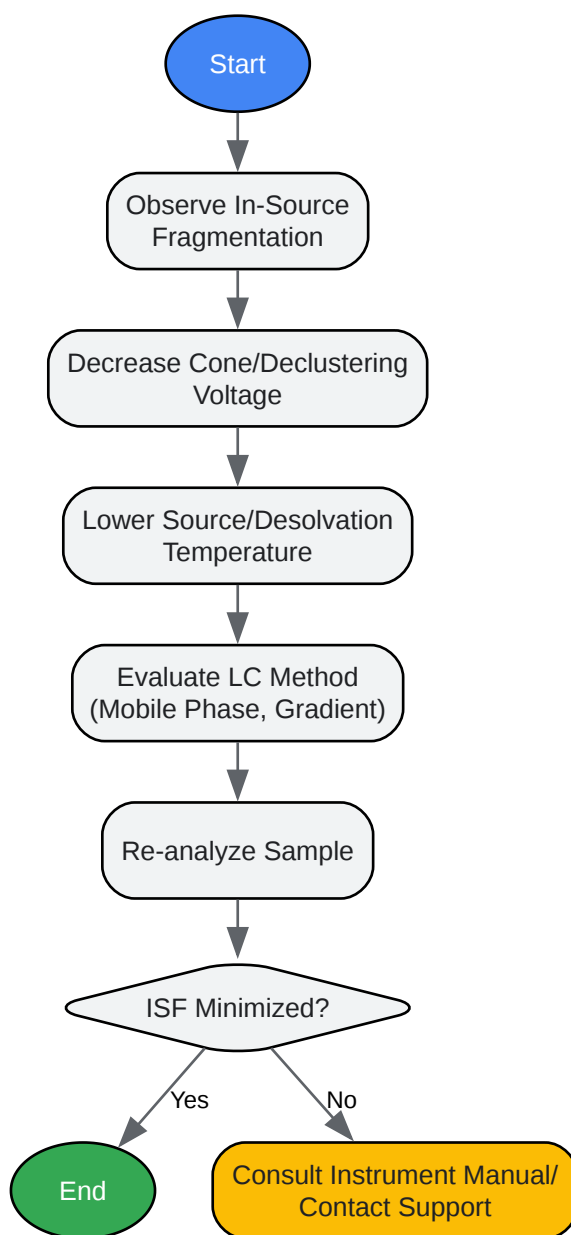 Start
Observe In-Source
Fragmentation
Decrease Cone/Declustering
Voltage
Lower Source/Desolvation
Temperature
Evaluate LC Method
(Mobile Phase, Gradient)
Re-analyze Sample
ISF Minimized?
Yes
No
End
Consult Instrument Manual/
Contact Support